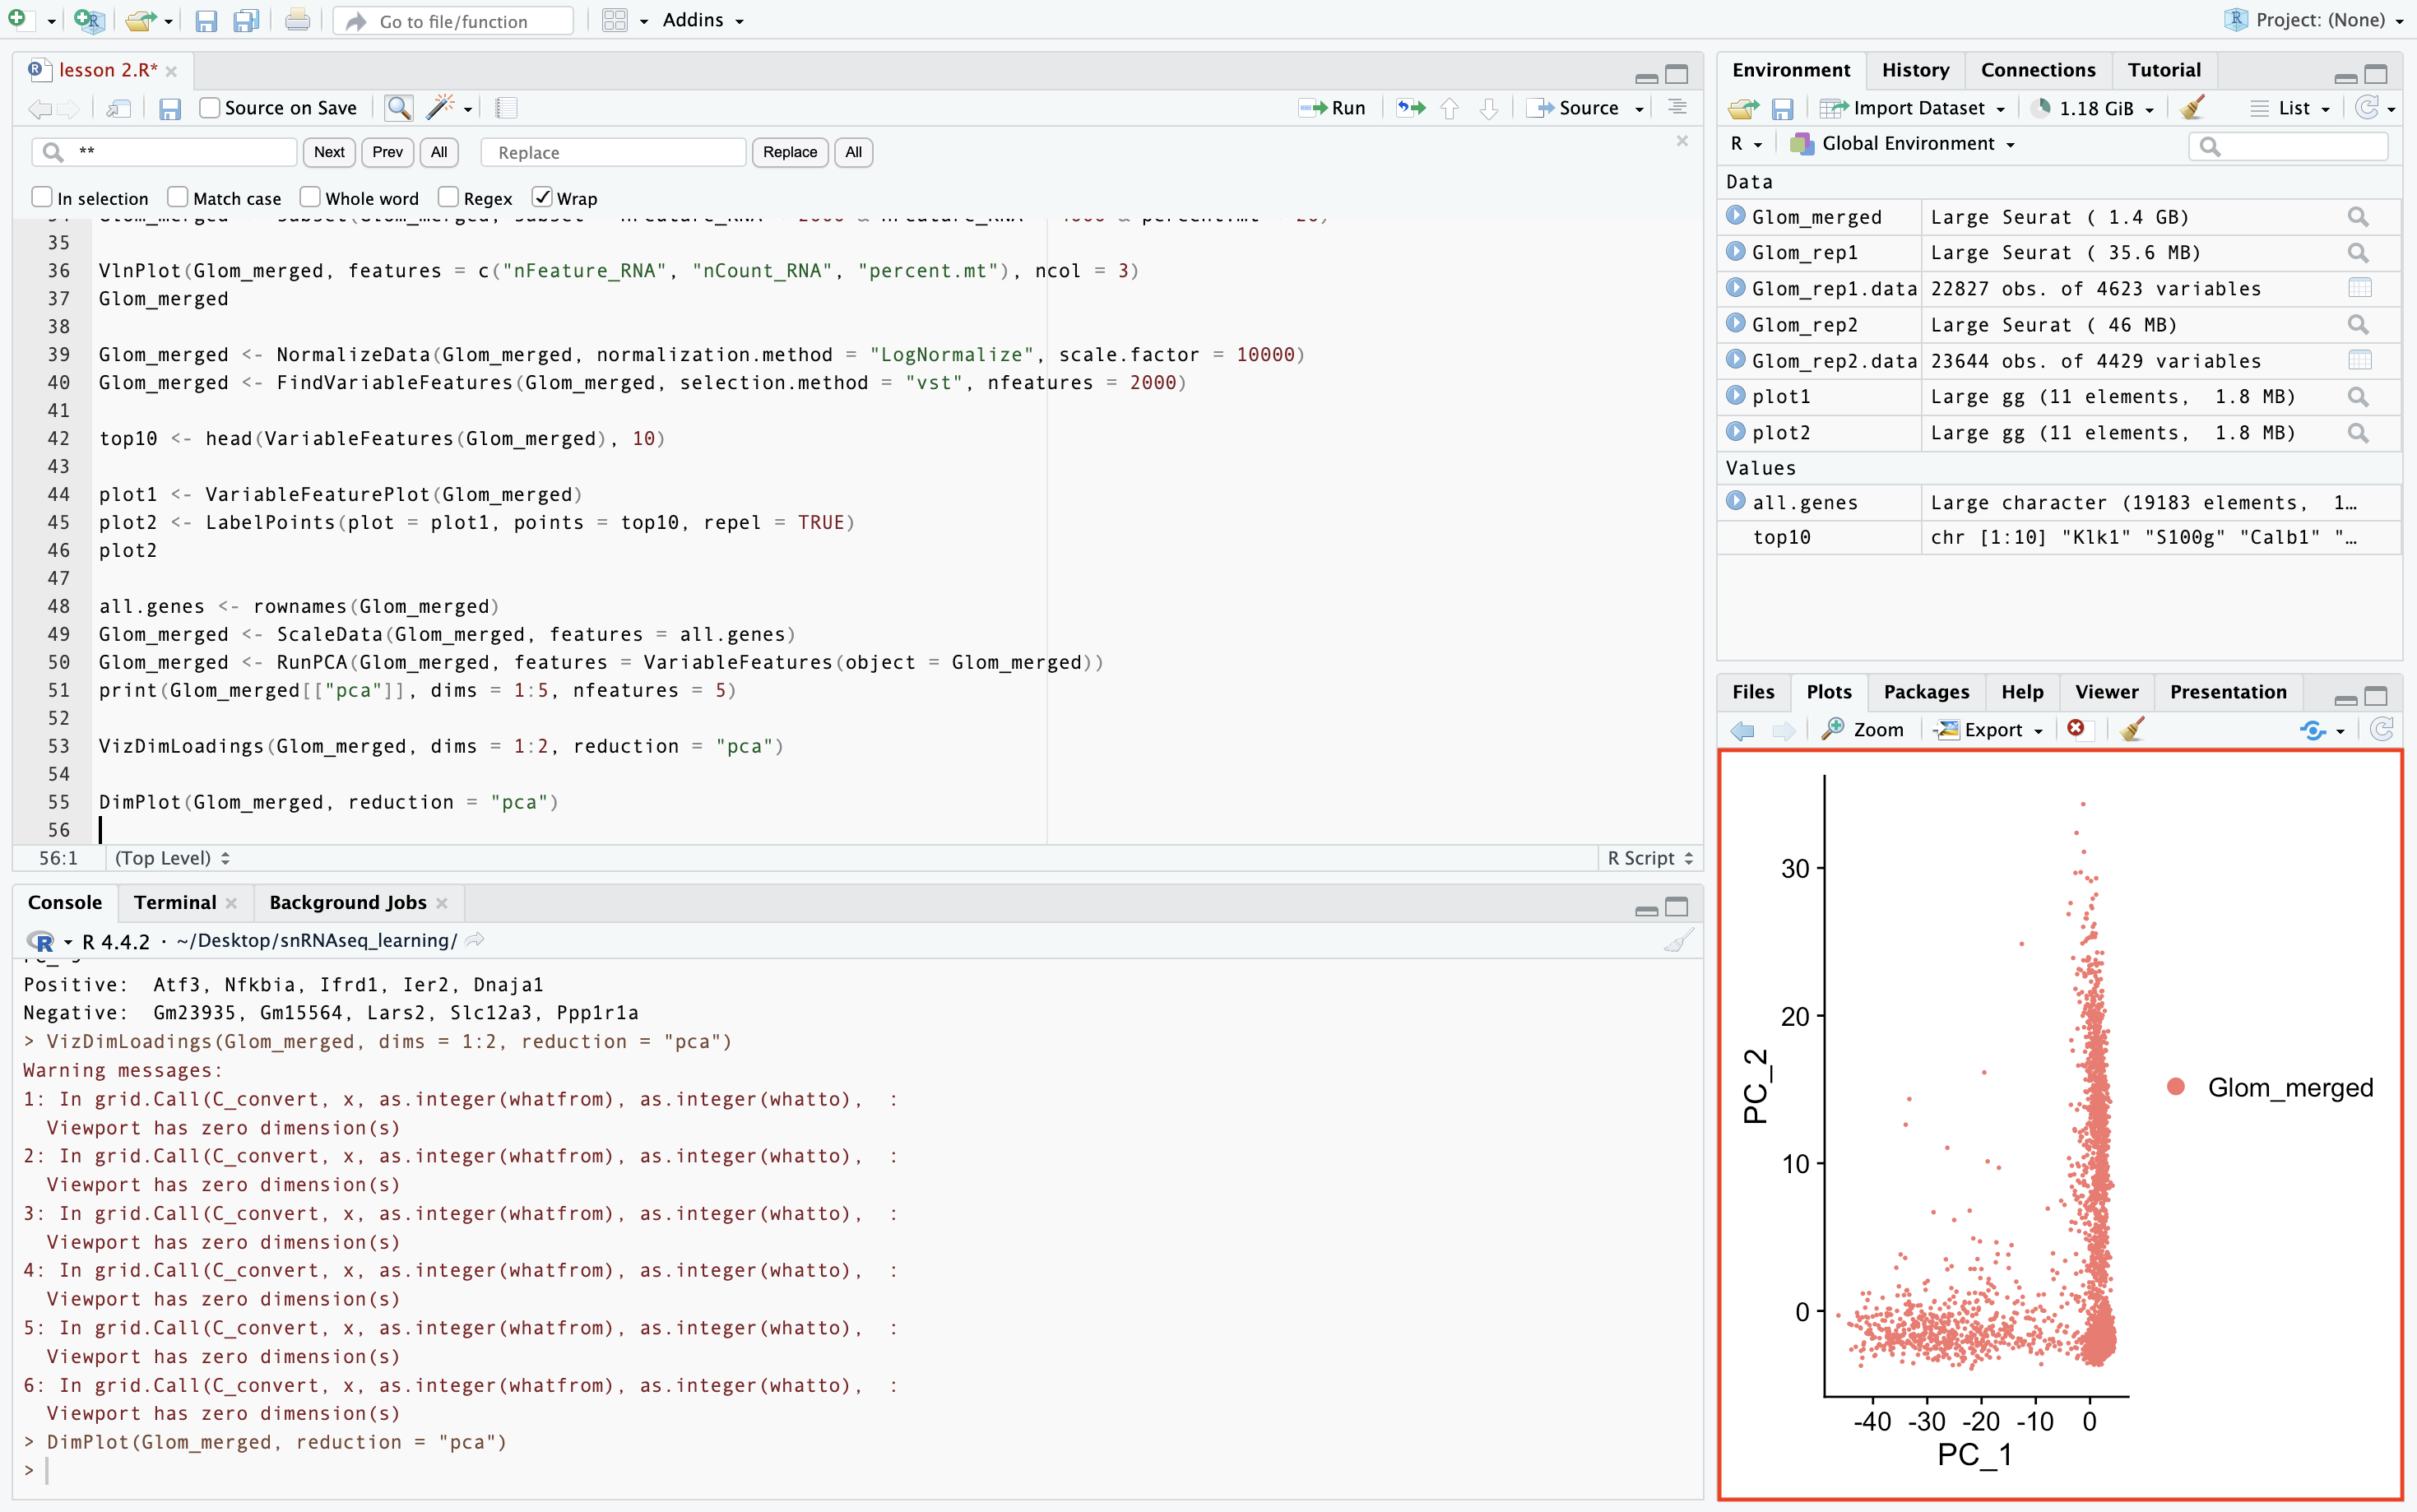 Go to file/function
Addins
Project: (None)
lesson 2.R*
Source on Save
Run
Source
**
Next
Prev
All
Replace
Replace
All
In selection
Match case
Whole word
Regex
Wrap
35
36 VlnPlot(Glom_merged, features = c("nFeature_RNA", "nCount_RNA", "percent.mt"), ncol = 3)
37 Glom_merged
38
39 Glom_merged <- NormalizeData(Glom_merged, normalization.method = "LogNormalize", scale.factor = 10000)
40 Glom_merged <- FindVariableFeatures(Glom_merged, selection.method = "vst", nfeatures = 2000)
41
42 top10 <- head(VariableFeatures(Glom_merged), 10)
43
44 plot1 <- VariableFeaturePlot(Glom_merged)
45 plot2 <- LabelPoints(plot = plot1, points = top10, repel = TRUE)
46 plot2
47
48 all.genes <- rownames(Glom_merged)
49 Glom_merged <- ScaleData(Glom_merged, features = all.genes)
50 Glom_merged <- RunPCA(Glom_merged, features = VariableFeatures(object = Glom_merged))
51 print(Glom_merged[["pca"]], dims = 1:5, nfeatures = 5)
52
53 VizDimLoadings(Glom_merged, dims = 1:2, reduction = "pca")
54
55 DimPlot(Glom_merged, reduction = "pca")
56
56:1
(Top Level)
R Script
Console
Terminal
Background Jobs
R 4.4.2 · ~/Desktop/snRNAseq_learning/
Positive:  Atf3, Nfkbia, Ifrd1, Ier2, Dnaja1
Negative:  Gm23935, Gm15564, Lars2, Slc12a3, Ppp1r1a
> VizDimLoadings(Glom_merged, dims = 1:2, reduction = "pca")
Warning messages:
1: In grid.Call(C_convert, x, as.integer(whatfrom), as.integer(whatto),  :
  Viewport has zero dimension(s)
2: In grid.Call(C_convert, x, as.integer(whatfrom), as.integer(whatto),  :
  Viewport has zero dimension(s)
3: In grid.Call(C_convert, x, as.integer(whatfrom), as.integer(whatto),  :
  Viewport has zero dimension(s)
4: In grid.Call(C_convert, x, as.integer(whatfrom), as.integer(whatto),  :
  Viewport has zero dimension(s)
5: In grid.Call(C_convert, x, as.integer(whatfrom), as.integer(whatto),  :
  Viewport has zero dimension(s)
6: In grid.Call(C_convert, x, as.integer(whatfrom), as.integer(whatto),  :
  Viewport has zero dimension(s)
> DimPlot(Glom_merged, reduction = "pca")
>
Environment
History
Connections
Tutorial
Import Dataset
1.18 GiB
List
R
Global Environment
Data
Glom_merged Large Seurat ( 1.4 GB)
Glom_rep1 Large Seurat ( 35.6 MB)
Glom_rep1.data 22827 obs. of 4623 variables
Glom_rep2 Large Seurat ( 46 MB)
Glom_rep2.data 23644 obs. of 4429 variables
plot1 Large gg (11 elements,  1.8 MB)
plot2 Large gg (11 elements,  1.8 MB)
Values
all.genes Large character (19183 elements,  1…
top10 chr [1:10] "Klk1" "S100g" "Calb1" "…
Files
Plots
Packages
Help
Viewer
Presentation
Zoom
Export
30
20
10
0
PC_2
-40 -30 -20 -10 0
PC_1
Glom_merged